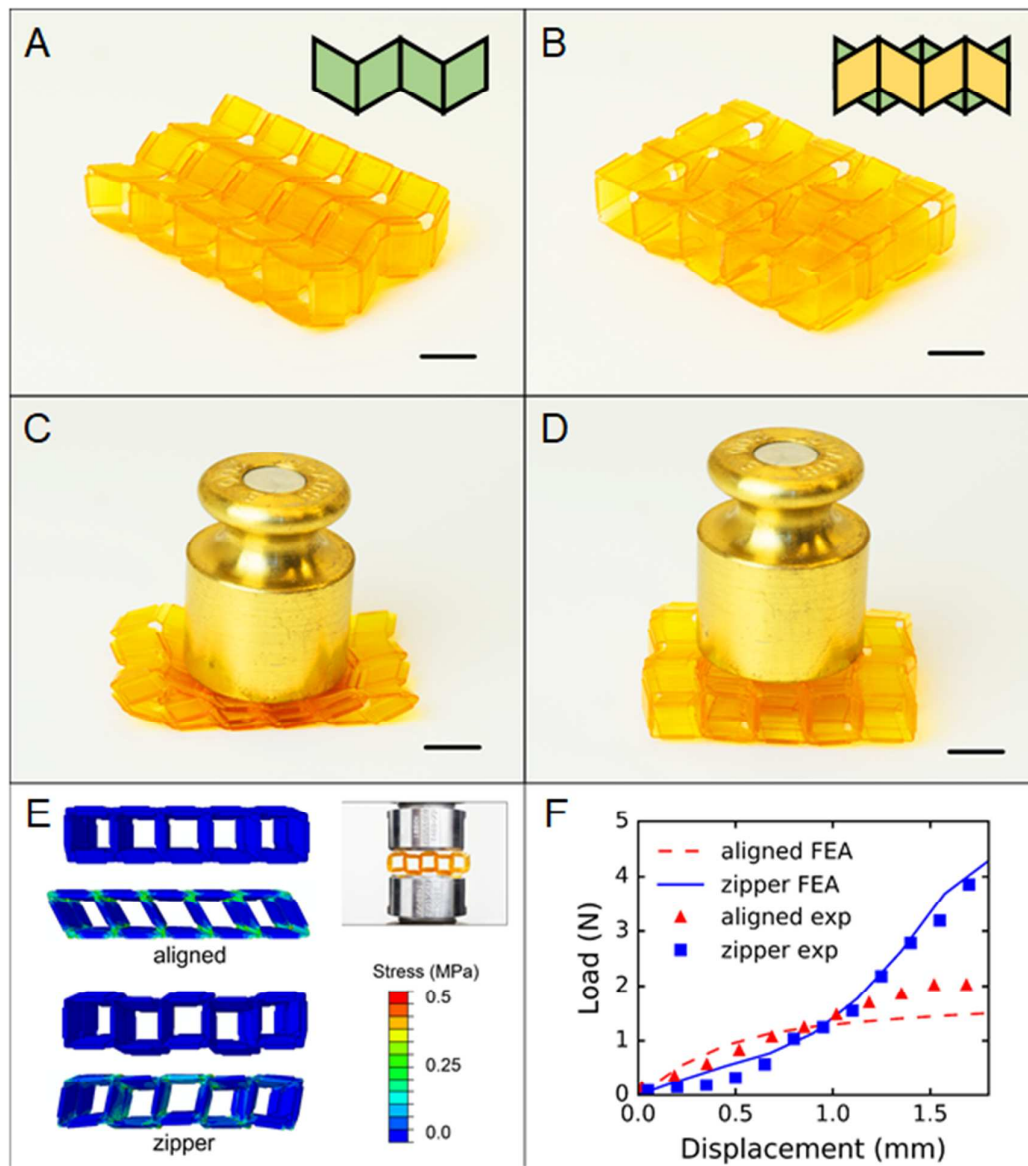 A
B
C
D
E
aligned
zipper
Stress (MPa)
0.5
0.25
0.0
F
5
4
3
2
1
0
aligned FEA
zipper FEA
aligned exp
zipper exp
Load (N)
0.0
0.5
1.0
1.5
Displacement (mm)